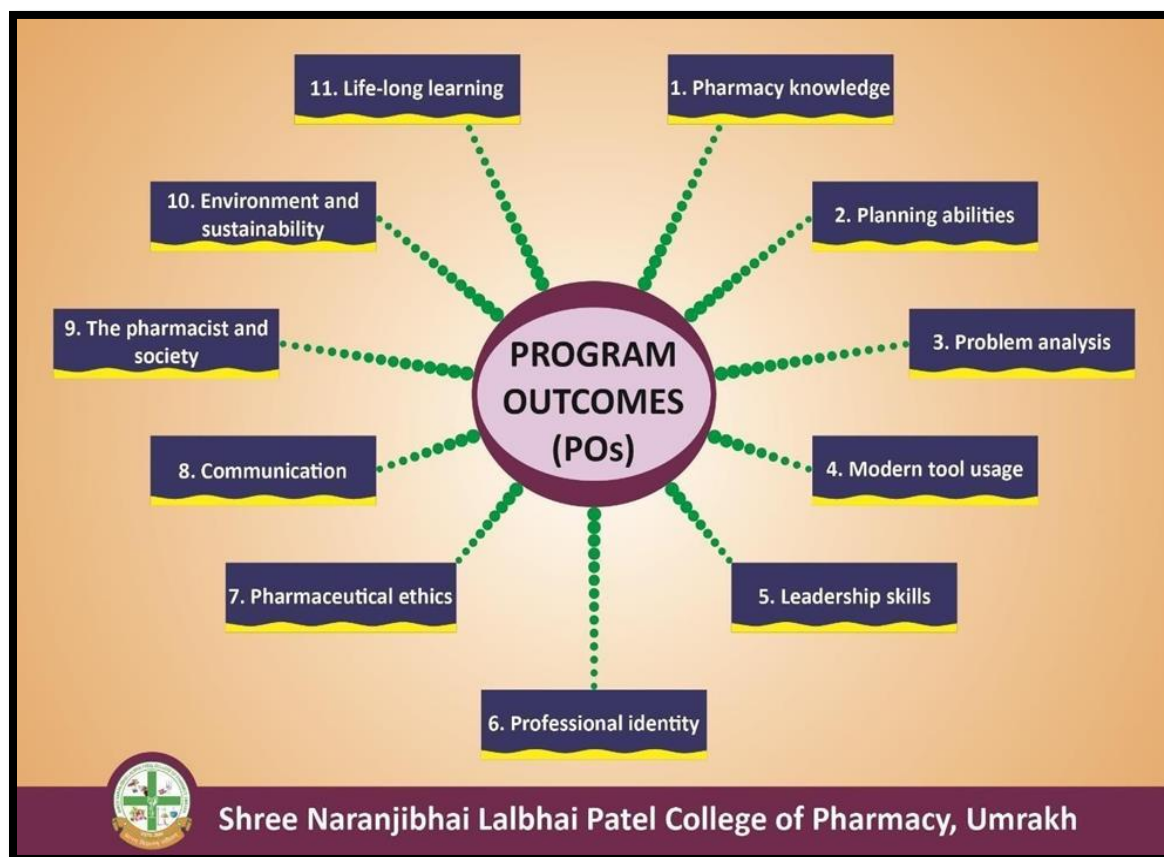 11. Life-long learning
1. Pharmacy knowledge
10. Environment and
sustainability
2. Planning abilities
9. The pharmacist and
society
3. Problem analysis
PROGRAM
OUTCOMES
(POs)
8. Communication
4. Modern tool usage
7. Pharmaceutical ethics
5. Leadership skills
6. Professional identity
Shree Naranjibhai Lalbhai Patel College of Pharmacy, Umrakh